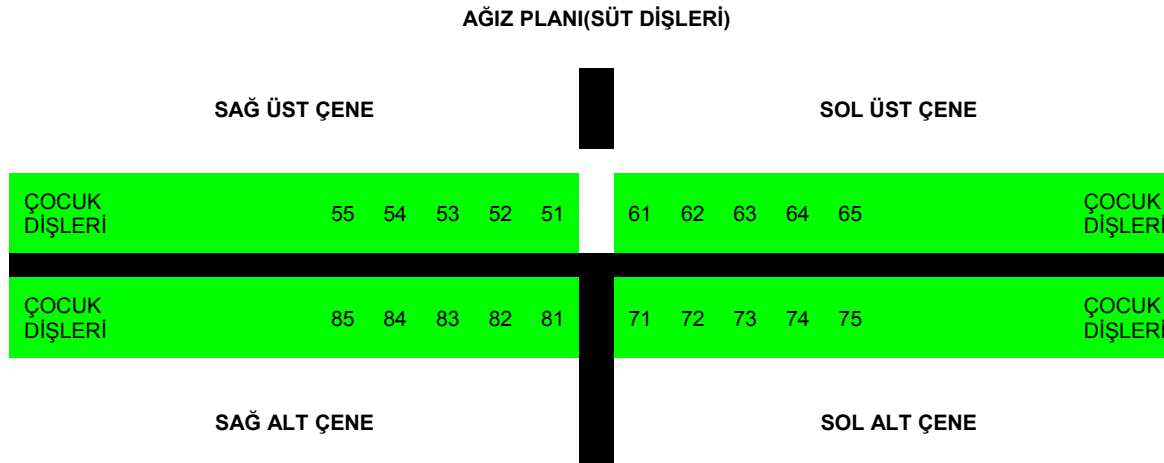 AĞIZ PLANI(SÜT DİŞLERİ)
SAĞ ÜST ÇENE
SOL ÜST ÇENE
ÇOCUK DİŞLERİ
55 54 53 52 51
61 62 63 64 65
ÇOCUK DİŞLERİ
ÇOCUK DİŞLERİ
85 84 83 82 81
71 72 73 74 75
ÇOCUK DİŞLERİ
SAĞ ALT ÇENE
SOL ALT ÇENE